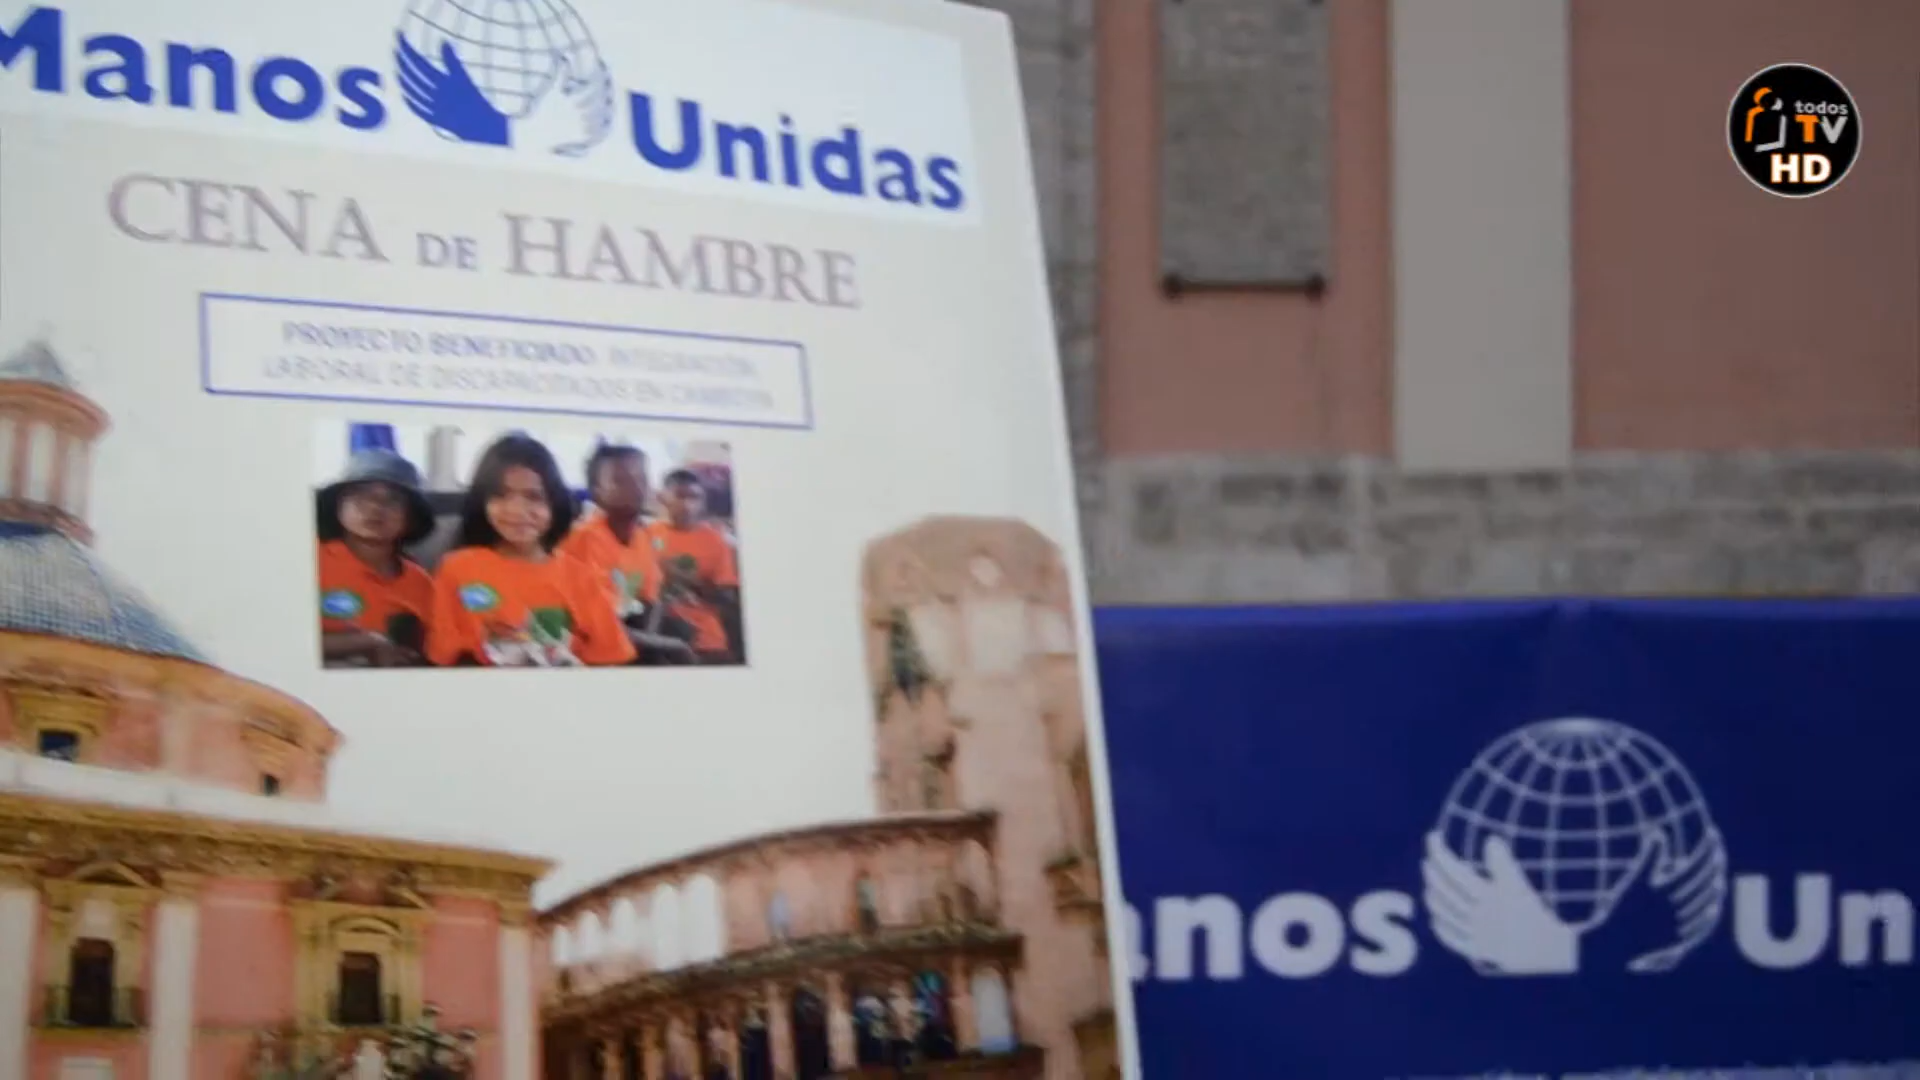 Manos Unidas
CENA DE HAMBRE
PROYECTO BENEFICIADO INTEGRACIÓN
LABORAL DE DISCAPACITADOS EN CAMBOYA
todos
TV
HD
anos Un